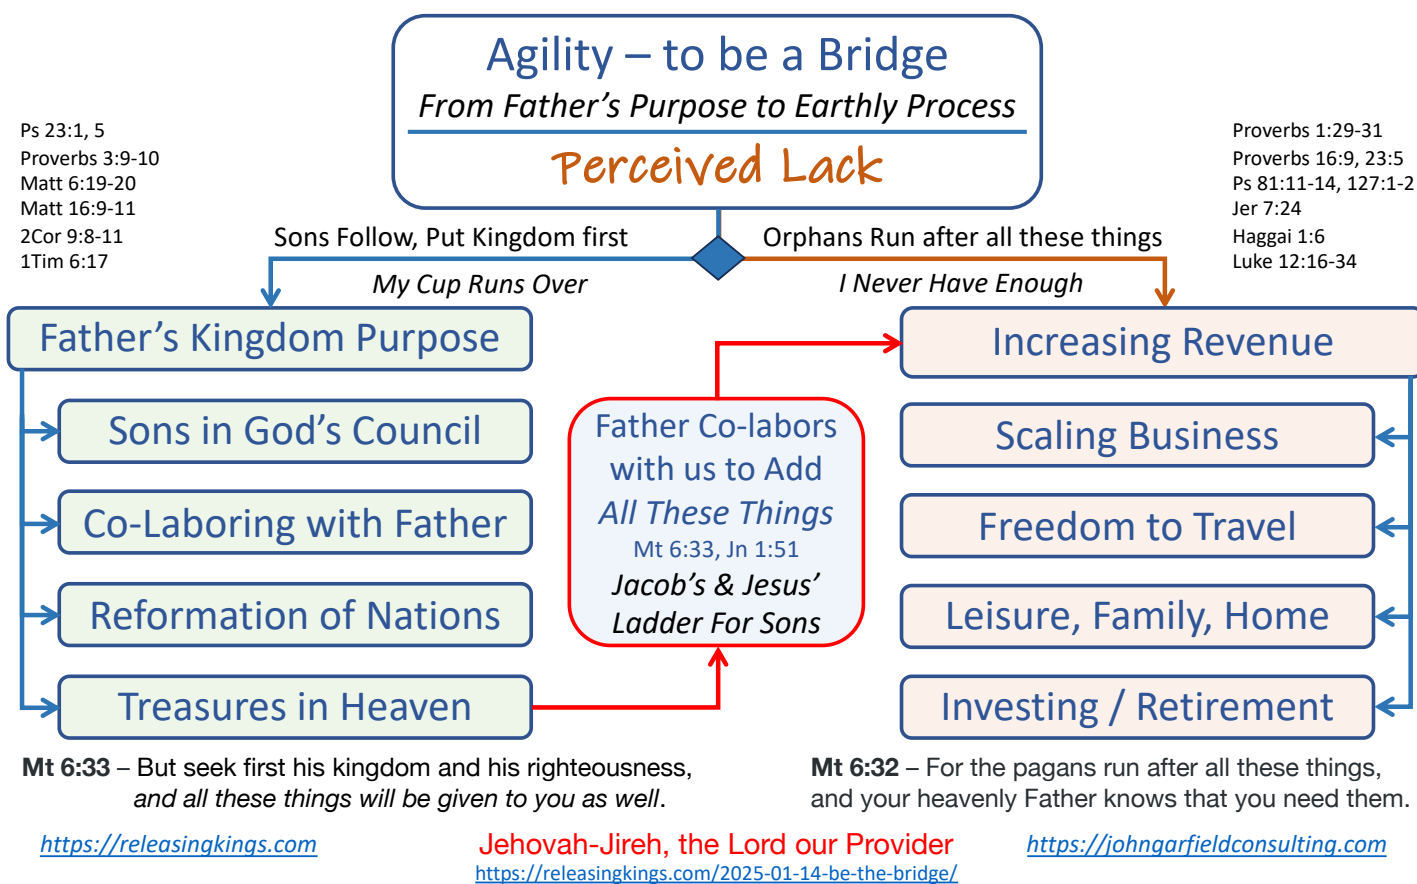 Agility – to be a Bridge
From Father's Purpose to Earthly Process
Perceived Lack
Ps 23:1, 5
Proverbs 3:9-10
Matt 6:19-20
Matt 16:9-11
2Cor 9:8-11
1Tim 6:17
Proverbs 1:29-31
Proverbs 16:9, 23:5
Ps 81:11-14, 127:1-2
Jer 7:24
Haggai 1:6
Luke 12:16-34
Sons Follow, Put Kingdom first
My Cup Runs Over
Orphans Run after all these things
I Never Have Enough
Father's Kingdom Purpose
Sons in God's Council
Co-Laboring with Father
Reformation of Nations
Treasures in Heaven
Father Co-labors
with us to Add
All These Things
Mt 6:33, Jn 1:51
Jacob's & Jesus'
Ladder For Sons
Increasing Revenue
Scaling Business
Freedom to Travel
Leisure, Family, Home
Investing / Retirement
Mt 6:33 – But seek first his kingdom and his righteousness,
and all these things will be given to you as well.
Mt 6:32 – For the pagans run after all these things,
and your heavenly Father knows that you need them.
https://releasingkings.com
Jehovah-Jireh, the Lord our Provider
https://releasingkings.com/2025-01-14-be-the-bridge/
https://johngarfieldconsulting.com